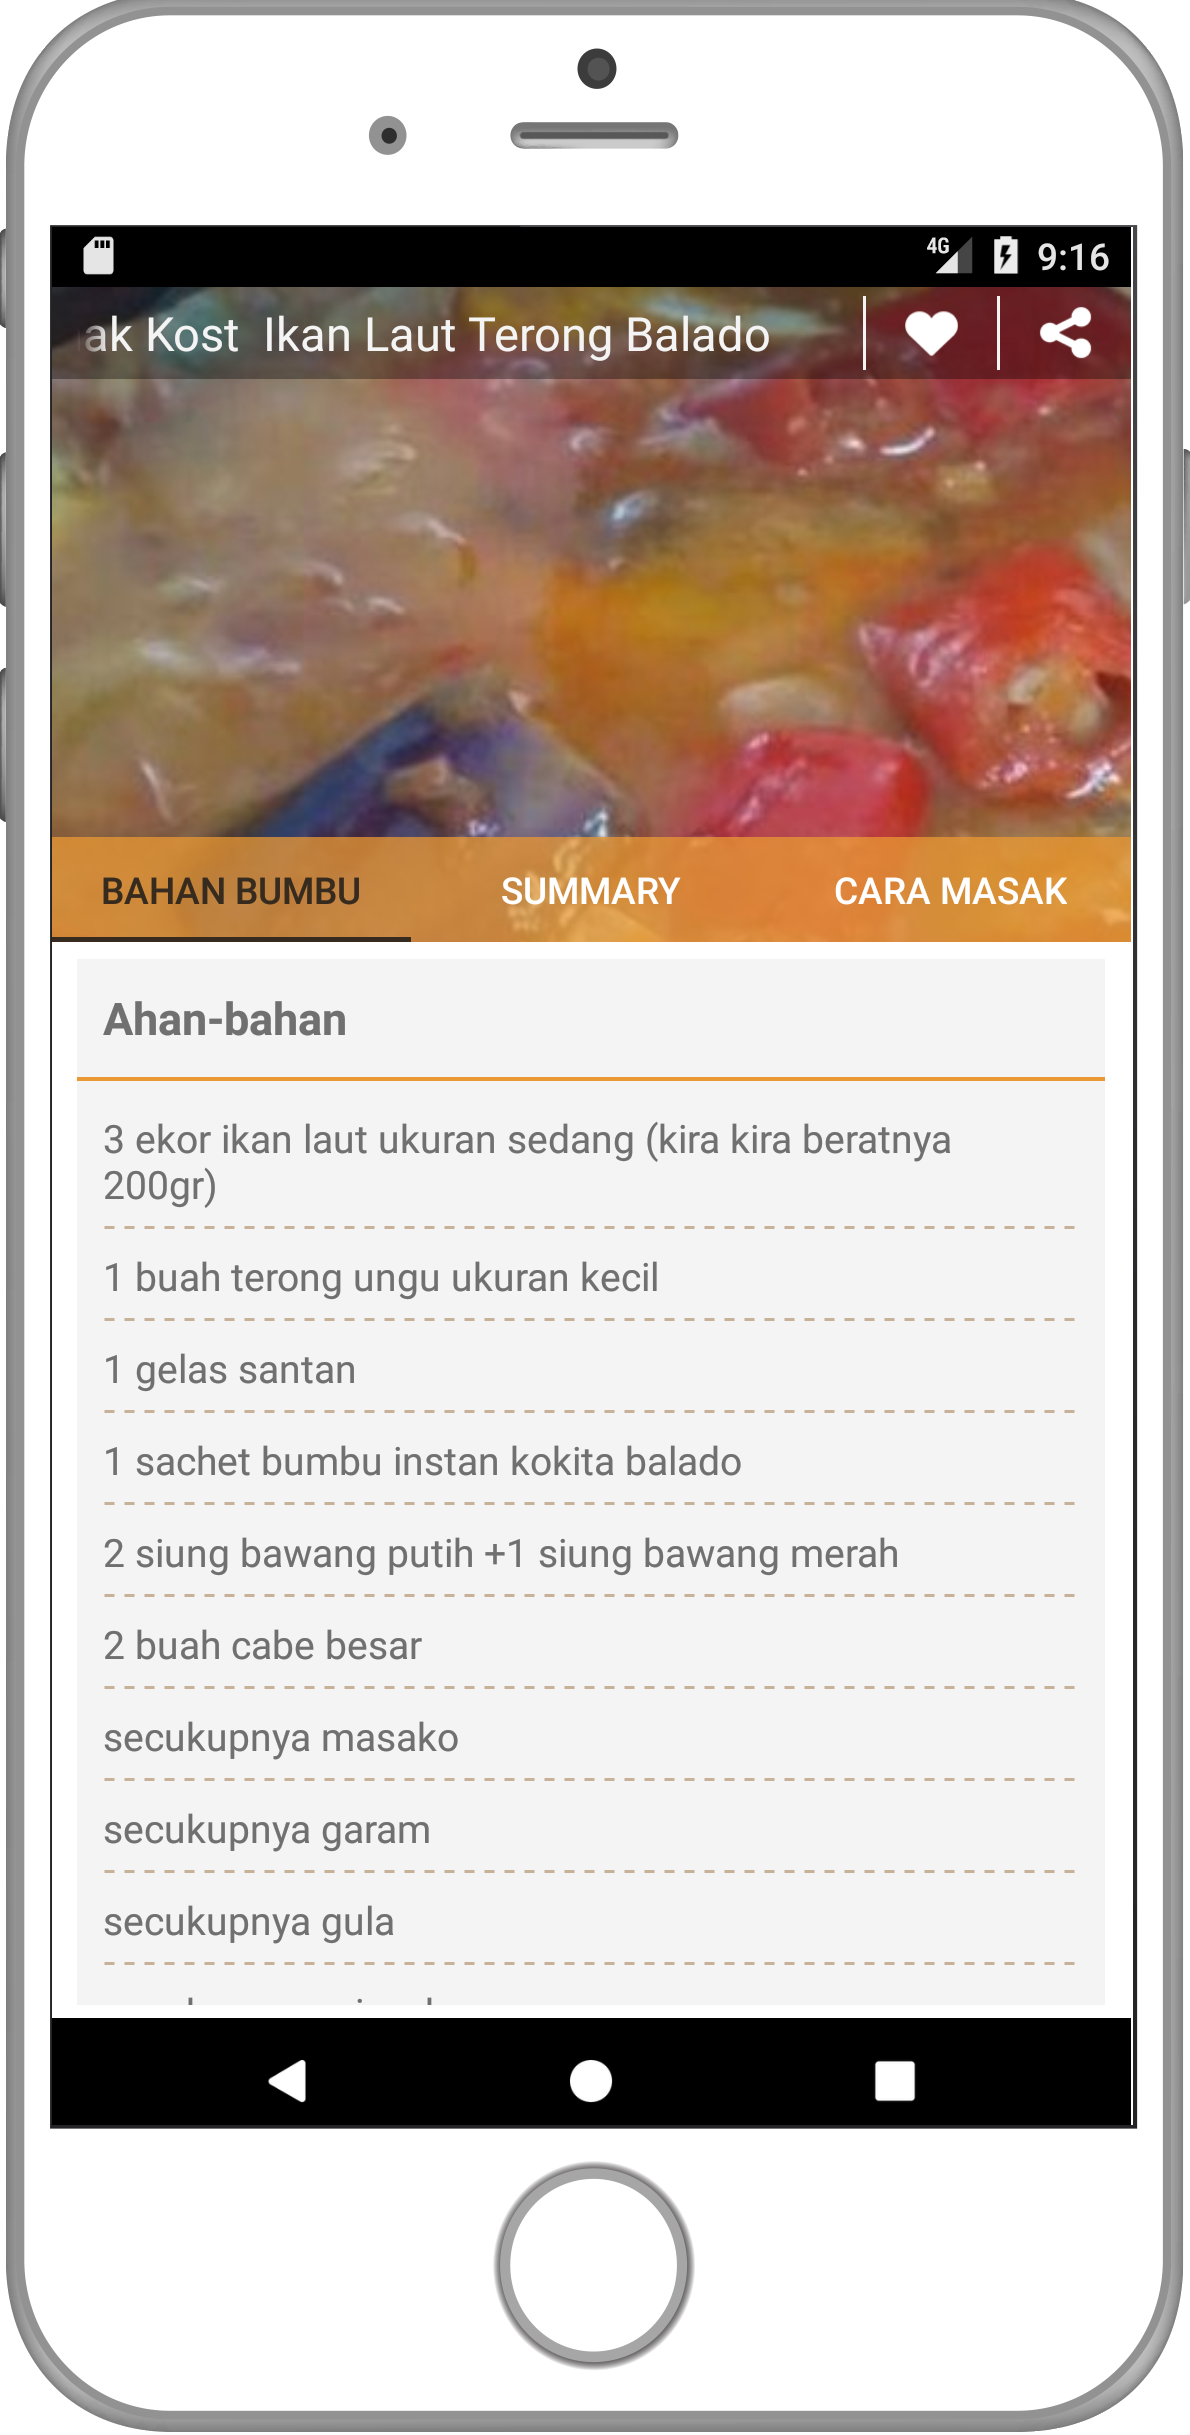 4G 9:16
ak Kost Ikan Laut Terong Balado
BAHAN BUMBU SUMMARY CARA MASAK
Ahan-bahan
3 ekor ikan laut ukuran sedang (kira kira beratnya
200gr)
1 buah terong ungu ukuran kecil
1 gelas santan
1 sachet bumbu instan kokita balado
2 siung bawang putih +1 siung bawang merah
2 buah cabe besar
secukupnya masako
secukupnya garam
secukupnya gula